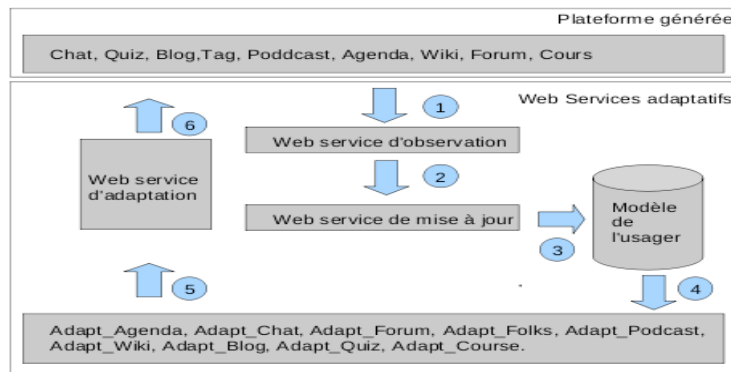 Plateforme générée
Chat, Quiz, Blog,Tag, Poddcast, Agenda, Wiki, Forum, Cours
Web Services adaptatifs
1
6
Web service d'observation
2
Web service
d'adaptation
Web service de mise à jour
3
Modèle
de
l'usager
5
4
Adapt_Agenda, Adapt_Chat, Adapt_Forum, Adapt_Folks, Adapt_Podcast,
Adapt_Wiki, Adapt_Blog, Adapt_Quiz, Adapt_Course.